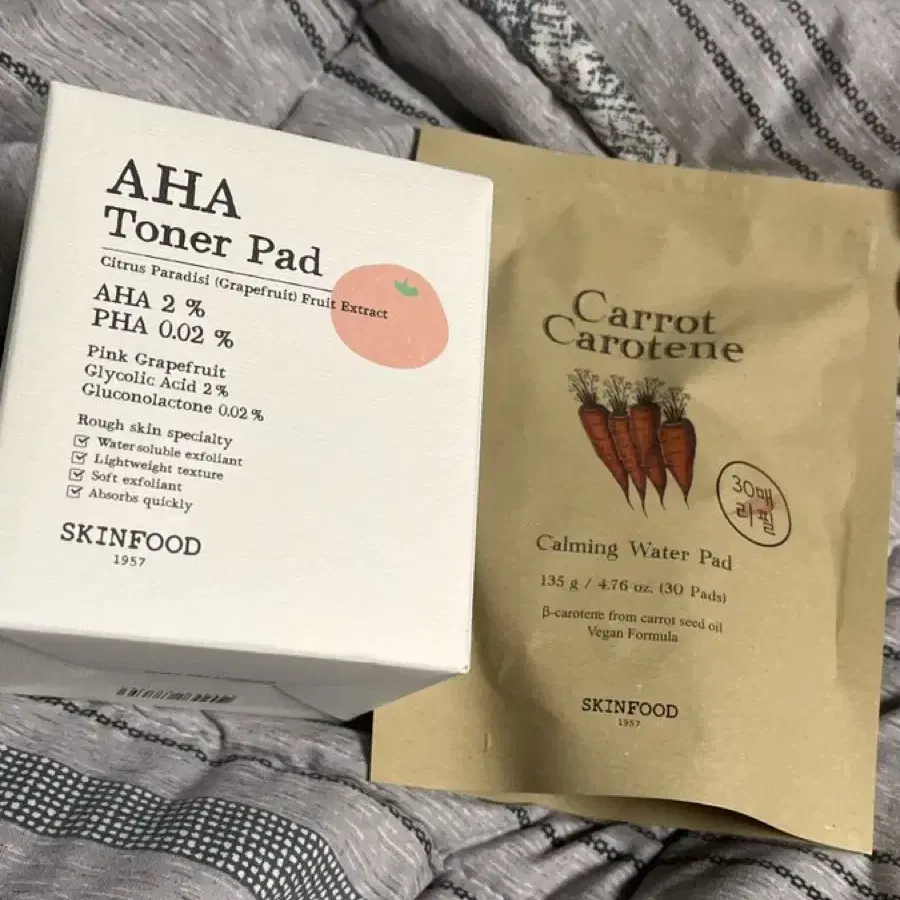 AHA
Toner Pad
Citrus Paradisi (Grapefruit) Fruit Extract
AHA 2 %
PHA 0.02 %
Pink Grapefruit
Glycolic Acid 2 %
Gluconolactone 0.02 %
Rough skin specialty
Water soluble exfoliant
Lightweight texture
Soft exfoliant
Absorbs quickly
SKINFOOD
1957
Carrot
Carotene
30매
리필
Calming Water Pad
135 g / 4.76 oz. (30 Pads)
β-carotene from carrot seed oil
Vegan Formula
SKINFOOD
1957